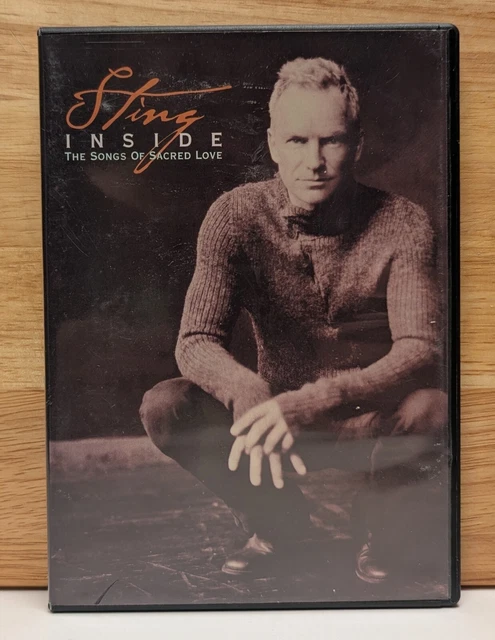 Sting
INSIDE
THE SONGS OF SACRED LOVE